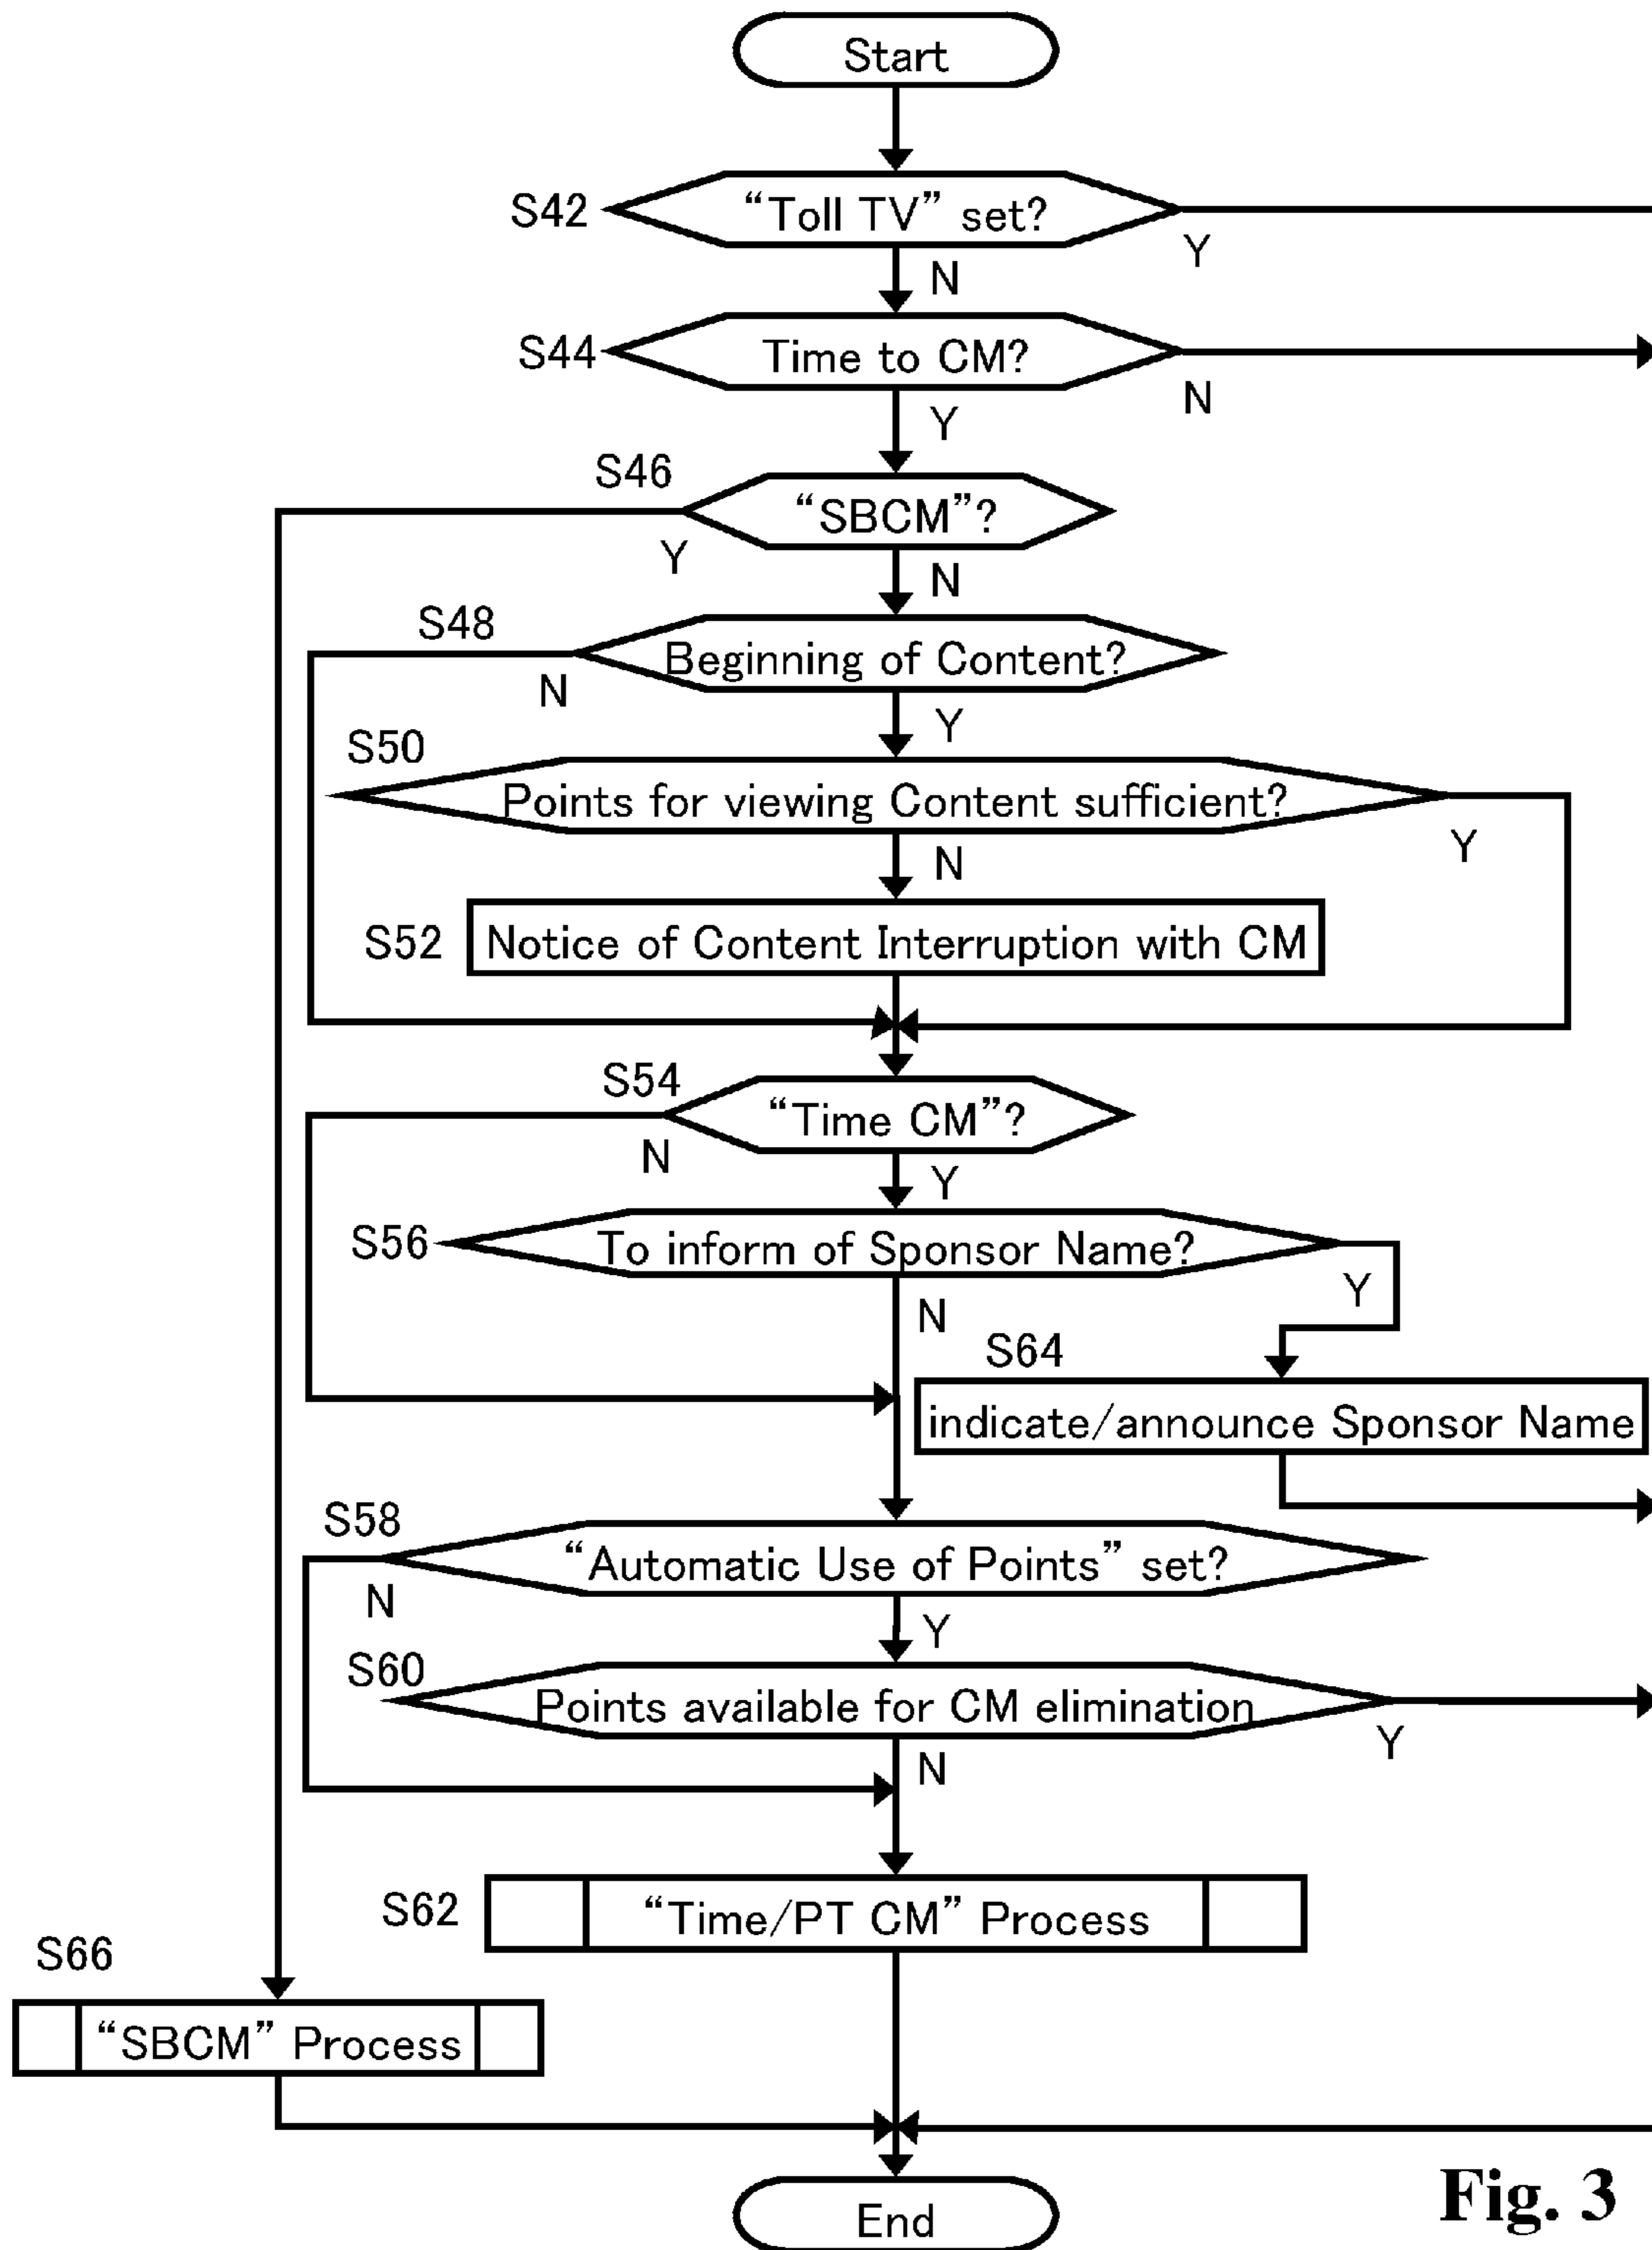 Start
S42
“Toll TV” set?
Y
N
S44
Time to CM?
N
Y
S46
“SBCM”?
Y
N
S48
Beginning of Content?
N
Y
S50
Points for viewing Content sufficient?
Y
N
S52
Notice of Content Interruption with CM
S54
“Time CM”?
N
Y
S56
To inform of Sponsor Name?
Y
N
S64
indicate/announce Sponsor Name
S58
“Automatic Use of Points” set?
N
Y
S60
Points available for CM elimination
Y
N
S62
“Time/PT CM” Process
S66
“SBCM” Process
End
Fig. 3